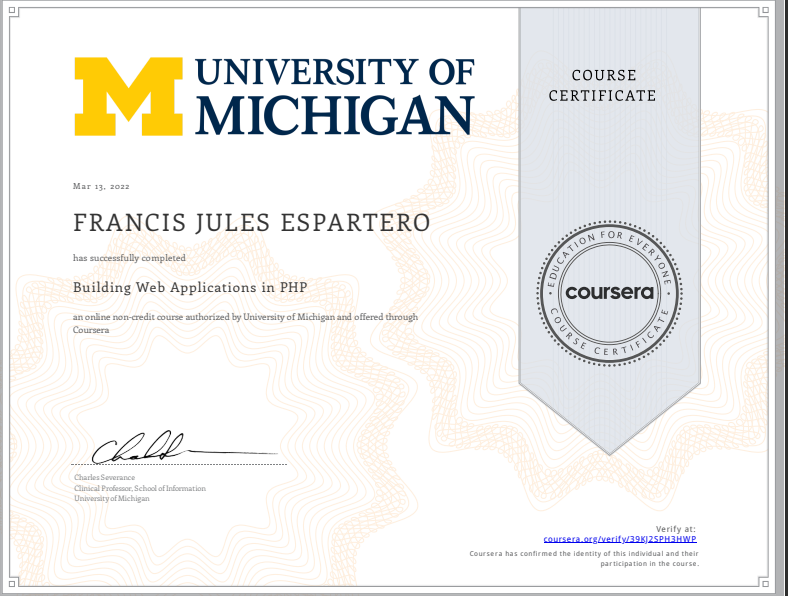 UNIVERSITY OF
MICHIGAN
COURSE
CERTIFICATE
Mar 13, 2022
FRANCIS JULES ESPARTERO
has successfully completed
Building Web Applications in PHP
an online non-credit course authorized by University of Michigan and offered through
Coursera
EDUCATION FOR EVERYONE
coursera
COURSE CERTIFICATE
Charles Severance
Clinical Professor, School of Information
University of Michigan
Verify at:
coursera.org/verify/39KJ2SPH3HWP
Coursera has confirmed the identity of this individual and their
participation in the course.